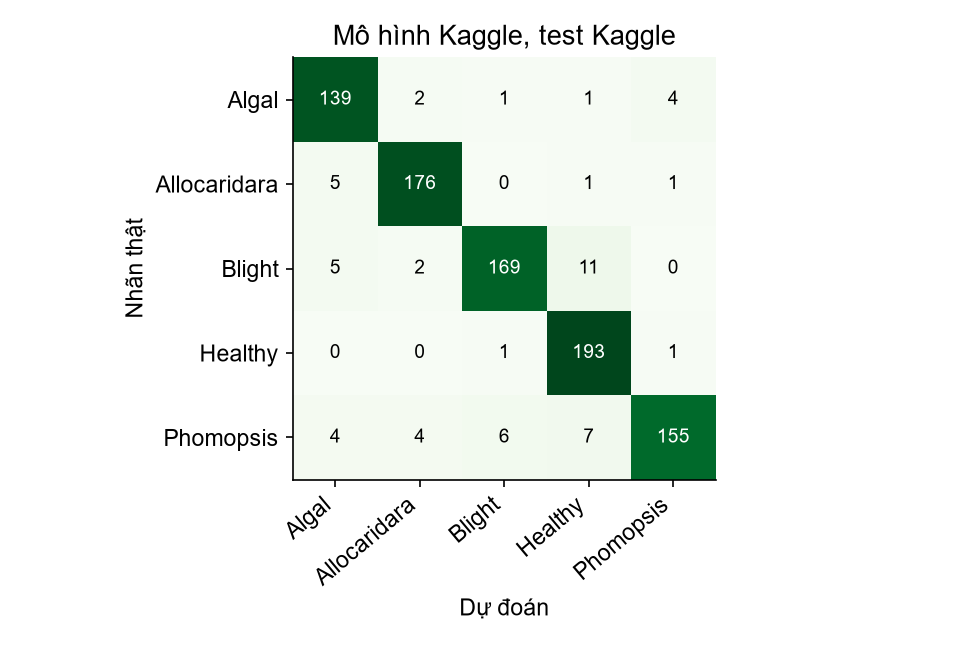 Mô hình Kaggle, test Kaggle
Nhãn thật
Algal 139 2 1 1 4
Allocaridara 5 176 0 1 1
Blight 5 2 169 11 0
Healthy 0 0 1 193 1
Phomopsis 4 4 6 7 155
Algal Allocaridara Blight Healthy Phomopsis
Dự đoán